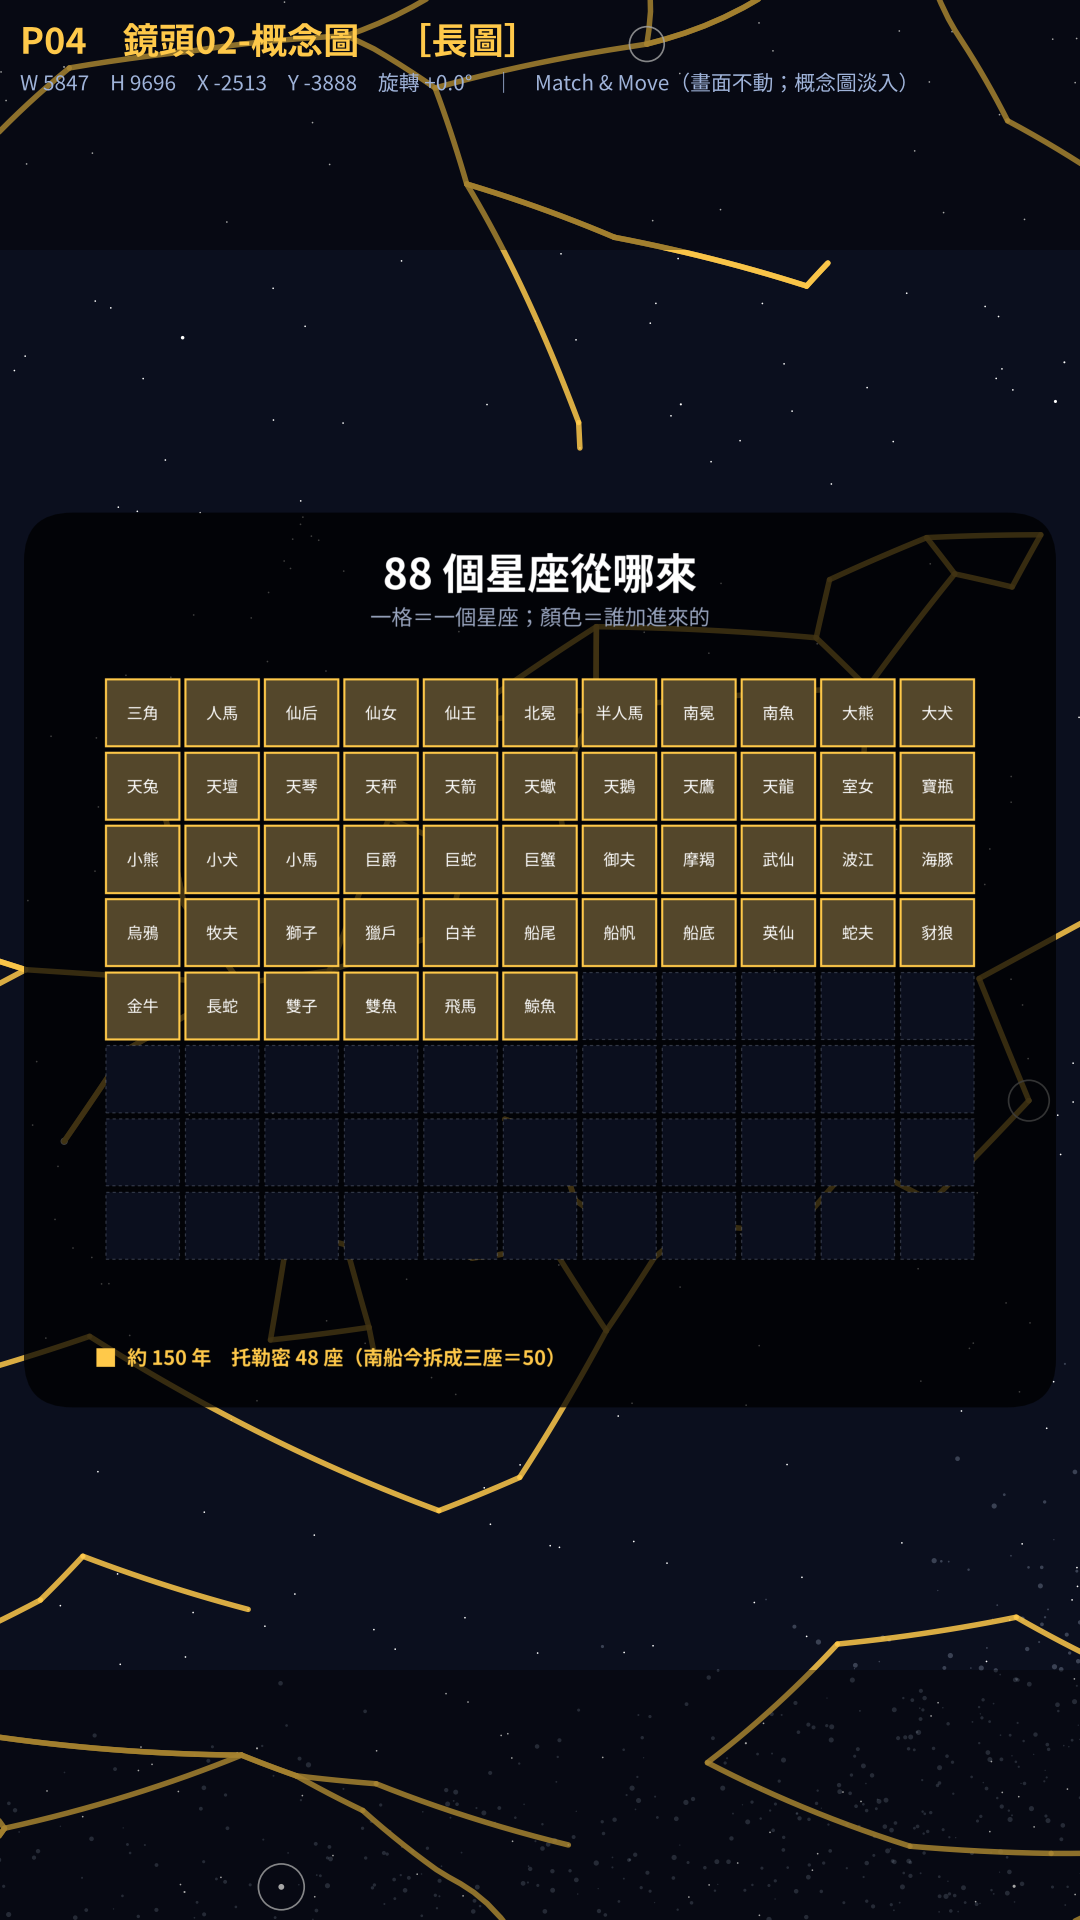 P04　鏡頭02-概念圖　［長圖］
W 5847　H 9696　X -2513　Y -3888　旋轉 +0.0°　｜　Match & Move（畫面不動；概念圖淡入）
88 個星座從哪來
一格＝一個星座；顏色＝誰加進來的
三角 人馬 仙后 仙女 仙王 北冕 半人馬 南冕 南魚 大熊 大犬
天兔 天壇 天琴 天秤 天箭 天蠍 天鵝 天鷹 天龍 室女 寶瓶
小熊 小犬 小馬 巨爵 巨蛇 巨蟹 御夫 摩羯 武仙 波江 海豚
烏鴉 牧夫 獅子 獵戶 白羊 船尾 船帆 船底 英仙 蛇夫 豺狼
金牛 長蛇 雙子 雙魚 飛馬 鯨魚
約 150 年　托勒密 48 座（南船今拆成三座＝50）